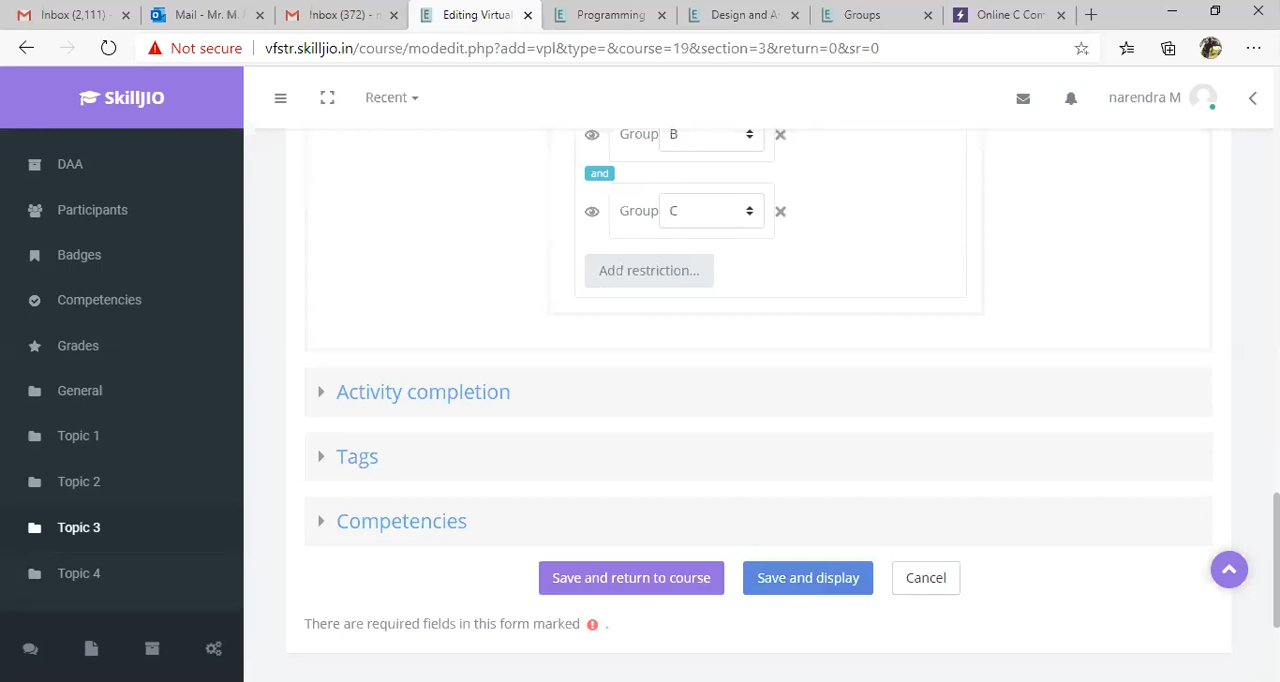 Inbox (2,111) -
Mail - Mr. M.
Inbox (372) - n
Editing Virtual
Programming
Design and A
Groups
Online C Com
Not secure
vfstr.skilljio.in/course/modedit.php?add=vpl&type=&course=19&section=3&return=0&sr=0
SkillJIO
Recent
narendra M
DAA
Participants
Badges
Competencies
Grades
General
Topic 1
Topic 2
Topic 3
Topic 4
Group B
and
Group C
Add restriction...
Activity completion
Tags
Competencies
Save and return to course
Save and display
Cancel
There are required fields in this form marked .